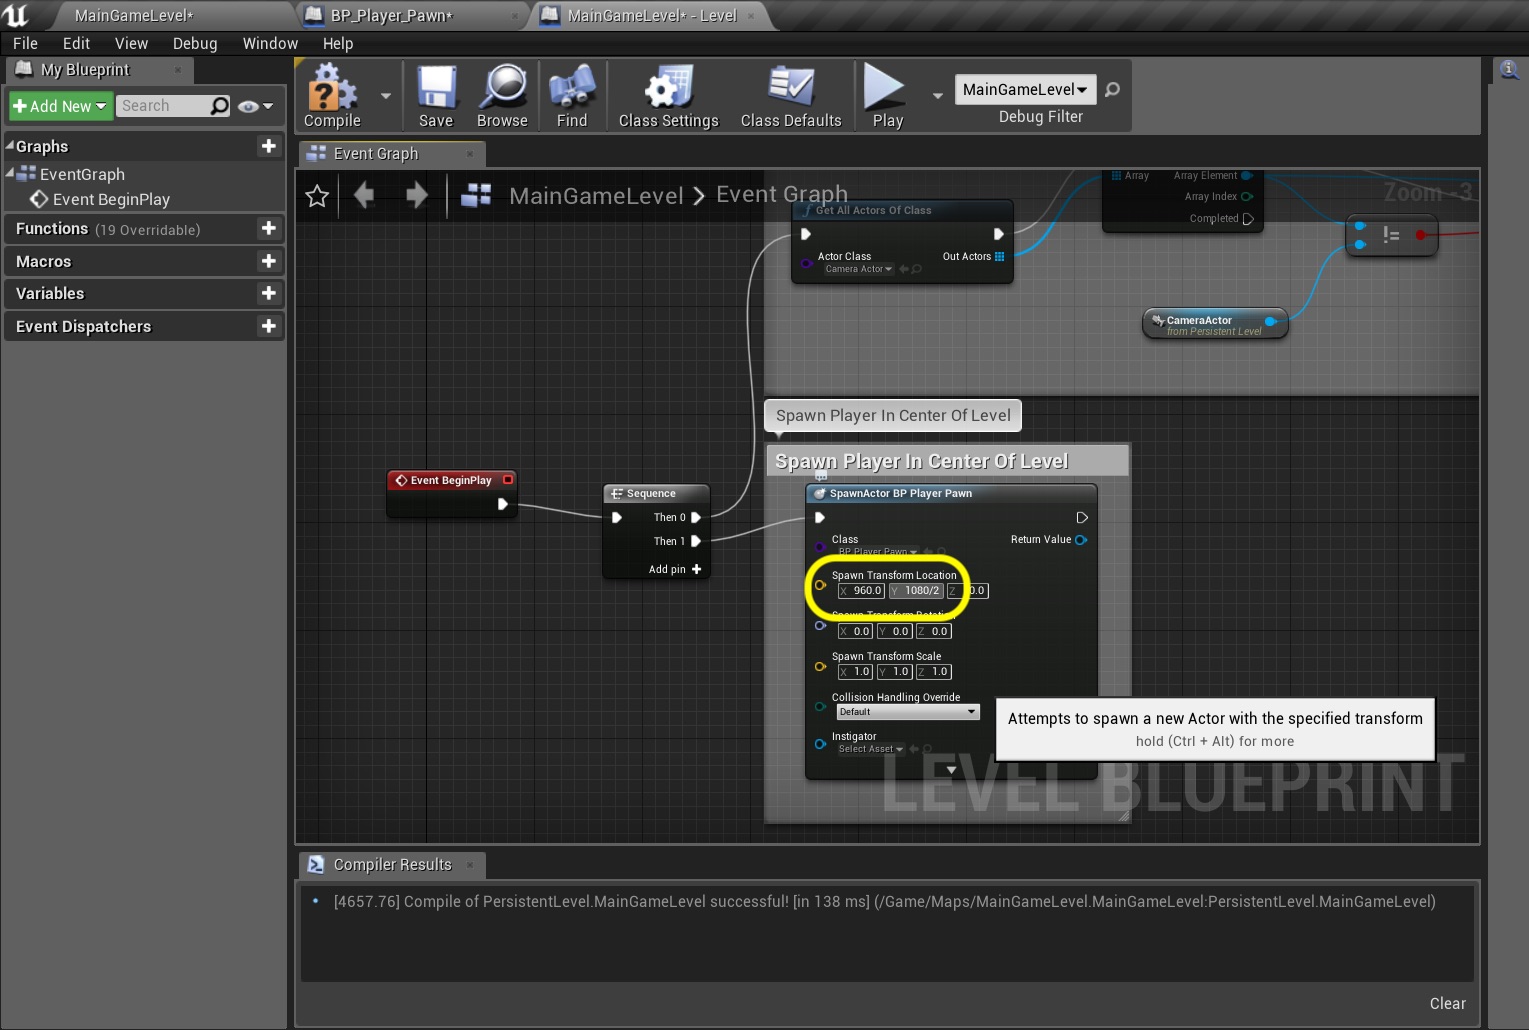 MainGameLevel*
BP_Player_Pawn*
MainGameLevel* - Level
File Edit View Debug Window Help
My Blueprint
Add New
Search
Graphs
EventGraph
Event BeginPlay
Functions (19 Overridable)
Macros
Variables
Event Dispatchers
Compile
Save
Browse
Find
Class Settings
Class Defaults
Play
MainGameLevel
Debug Filter
Event Graph
MainGameLevel > Event Graph
Zoom -3
Array Array Element
Array Index
Completed
Get All Actors Of Class
Actor Class Out Actors
Camera Actor
!=
CameraActor
from Persistent Level
Spawn Player In Center Of Level
Spawn Player In Center Of Level
Event BeginPlay
Sequence
Then 0
Then 1
Add pin +
SpawnActor BP Player Pawn
Class Return Value
BP Player Pawn
Spawn Transform Location
X 960.0 Y 1080/2 Z 0.0
Spawn Transform Rotation
X 0.0 Y 0.0 Z 0.0
Spawn Transform Scale
X 1.0 Y 1.0 Z 1.0
Collision Handling Override
Default
Instigator
Select Asset
Attempts to spawn a new Actor with the specified transform
hold (Ctrl + Alt) for more
LEVEL BLUEPRINT
Compiler Results
[4657.76] Compile of PersistentLevel.MainGameLevel successful! [in 138 ms] (/Game/Maps/MainGameLevel.MainGameLevel:PersistentLevel.MainGameLevel)
Clear